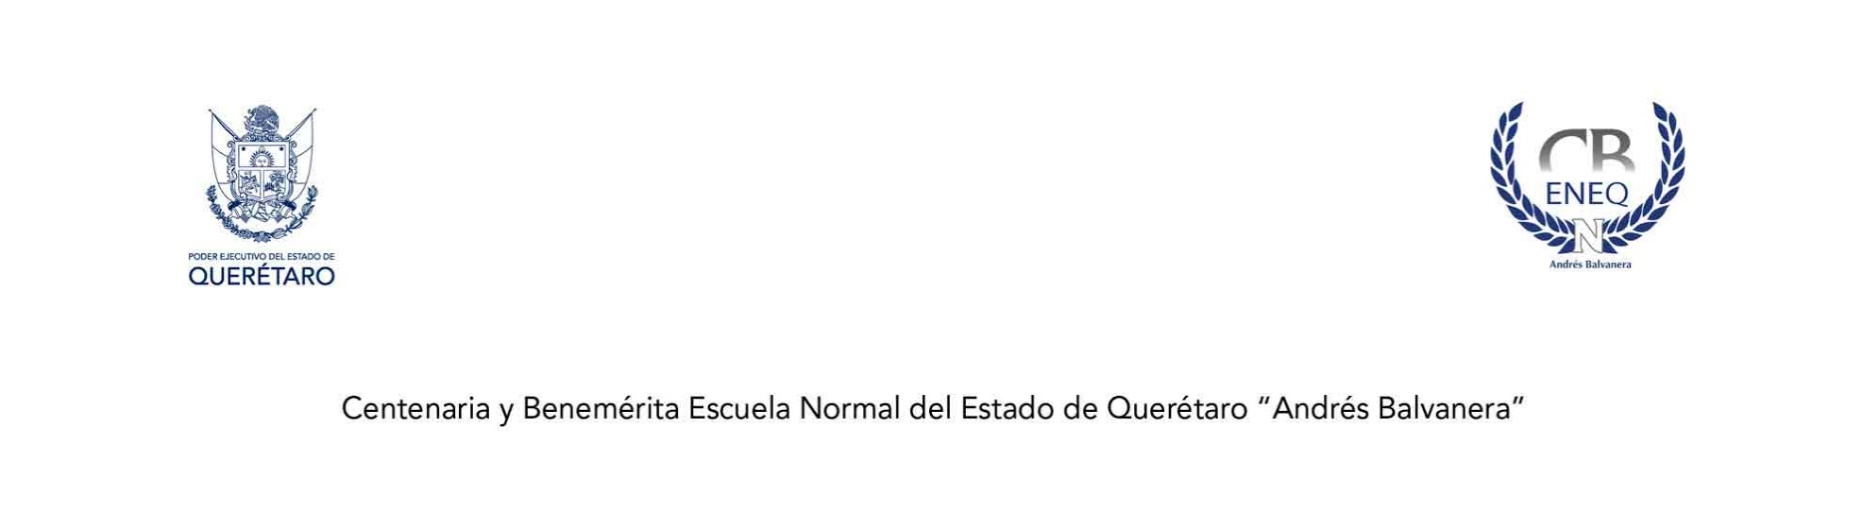 PODER EJECUTIVO DEL ESTADO DE
QUERÉTARO
CB
ENEQ
N
Andrés Balvanera
Centenaria y Benemérita Escuela Normal del Estado de Querétaro “Andrés Balvanera”